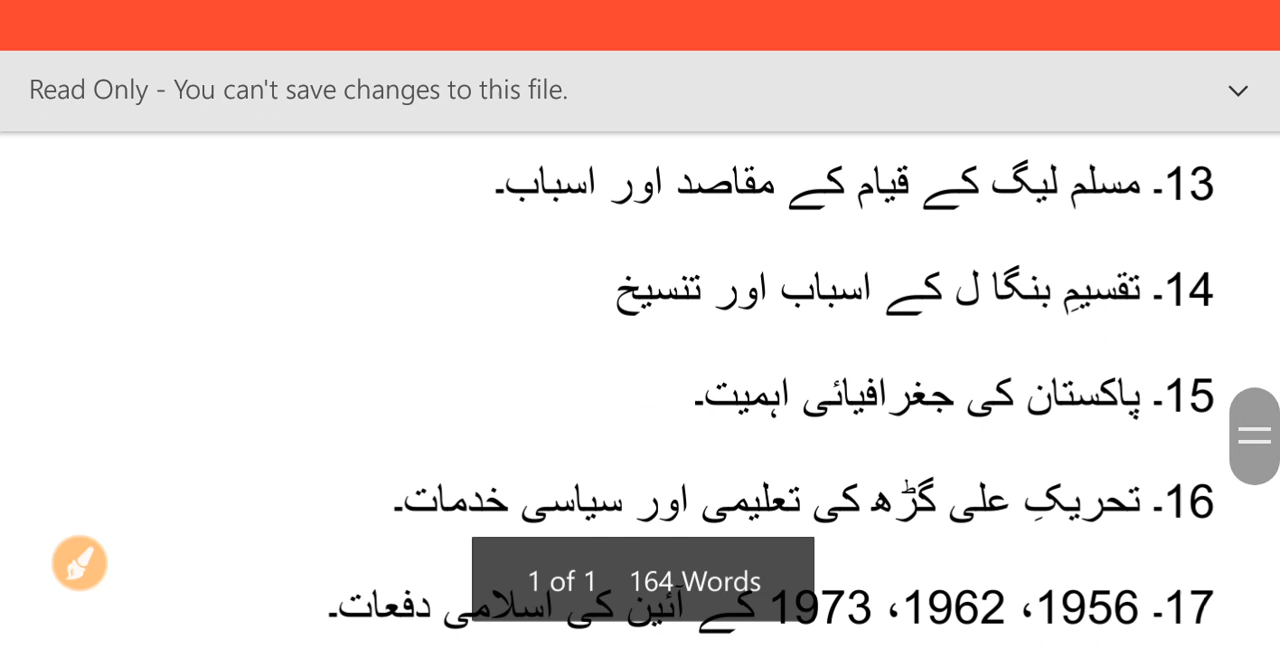 Read Only - You can't save changes to this file.
13۔ مسلم لیگ کے قیام کے مقاصد اور اسباب۔
14۔ تقسیمِ بنگا ل کے اسباب اور تنسیخ
15۔ پاکستان کی جغرافیائی اہمیت۔
16۔ تحریکِ علی گڑھ کی تعلیمی اور سیاسی خدمات۔
1 of 1 164 Words
17۔ 1956، 1962، 1973 کے آئین کی اسلامی دفعات۔